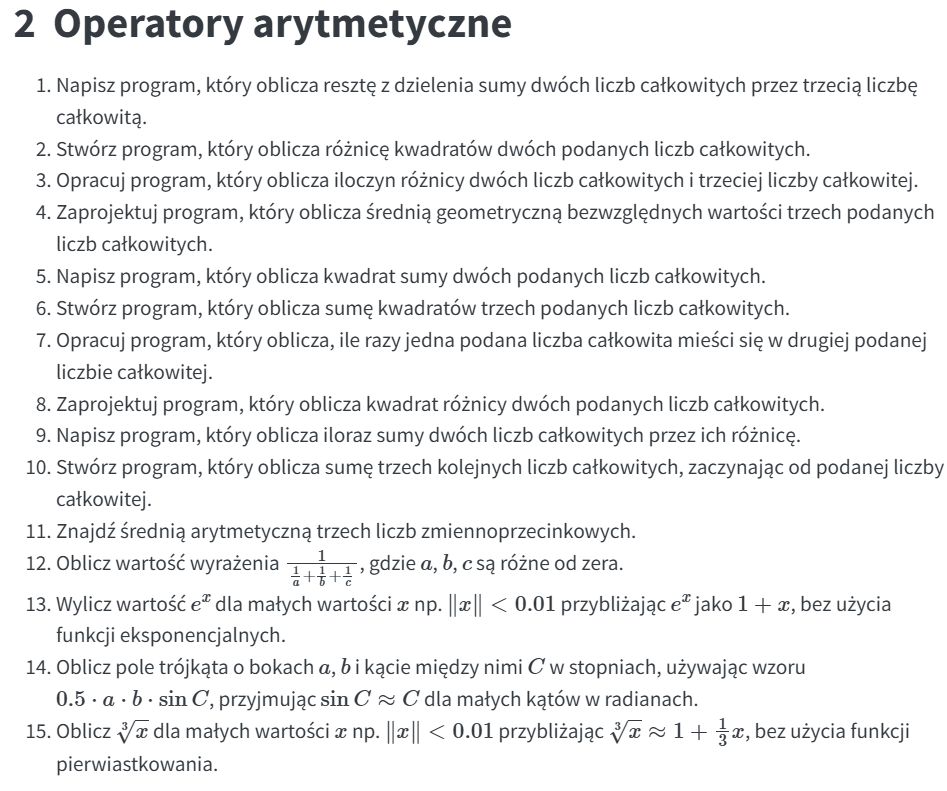 2 Operatory arytmetyczne
1. Napisz program, który oblicza resztę z dzielenia sumy dwóch liczb całkowitych przez trzecią liczbę
całkowitą.
2. Stwórz program, który oblicza różnicę kwadratów dwóch podanych liczb całkowitych.
3. Opracuj program, który oblicza iloczyn różnicy dwóch liczb całkowitych i trzeciej liczby całkowitej.
4. Zaprojektuj program, który oblicza średnią geometryczną bezwzględnych wartości trzech podanych
liczb całkowitych.
5. Napisz program, który oblicza kwadrat sumy dwóch podanych liczb całkowitych.
6. Stwórz program, który oblicza sumę kwadratów trzech podanych liczb całkowitych.
7. Opracuj program, który oblicza, ile razy jedna podana liczba całkowita mieści się w drugiej podanej
liczbie całkowitej.
8. Zaprojektuj program, który oblicza kwadrat różnicy dwóch podanych liczb całkowitych.
9. Napisz program, który oblicza iloraz sumy dwóch liczb całkowitych przez ich różnicę.
10. Stwórz program, który oblicza sumę trzech kolejnych liczb całkowitych, zaczynając od podanej liczby
całkowitej.
11. Znajdź średnią arytmetyczną trzech liczb zmiennoprzecinkowych.
12. Oblicz wartość wyrażenia $\frac{1}{\frac{1}{a}+\frac{1}{b}+\frac{1}{c}}$, gdzie $a, b, c$ są różne od zera.
13. Wylicz wartość $e^x$ dla małych wartości $x$ np. $\|x\| < 0.01$ przybliżając $e^x$ jako $1 + x$, bez użycia
funkcji eksponencjalnych.
14. Oblicz pole trójkąta o bokach $a, b$ i kącie między nimi $C$ w stopniach, używając wzoru
$0.5 \cdot a \cdot b \cdot \sin C$, przyjmując $\sin C \approx C$ dla małych kątów w radianach.
15. Oblicz $\sqrt[3]{x}$ dla małych wartości $x$ np. $\|x\| < 0.01$ przybliżając $\sqrt[3]{x} \approx 1 + \frac{1}{3}x$, bez użycia funkcji
pierwiastkowania.